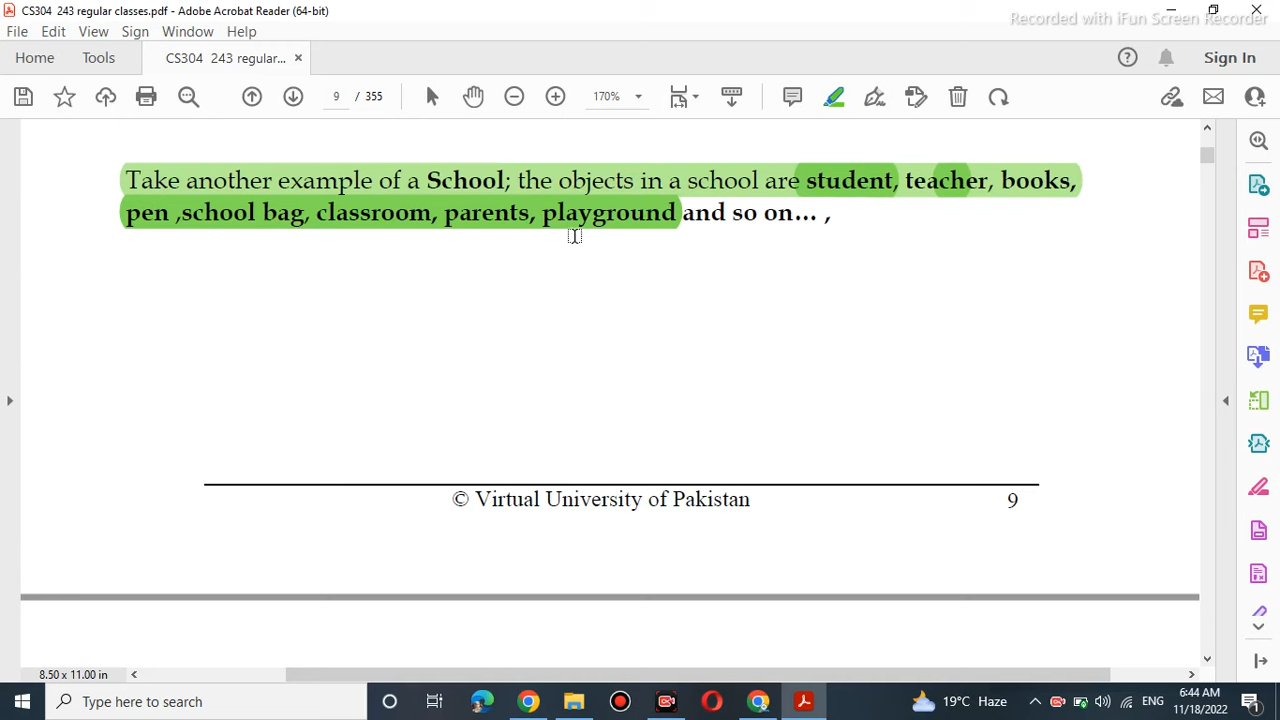 CS304 243 regular classes.pdf - Adobe Acrobat Reader (64-bit)
Recorded with iFun Screen Recorder
File Edit View Sign Window Help
Home Tools CS304 243 regular... × Sign In
9 / 355 170%
Take another example of a School; the objects in a school are student, teacher, books,
pen ,school bag, classroom, parents, playground and so on… ,
© Virtual University of Pakistan 9
8.50 x 11.00 in
Type here to search 19°C Haze ENG 6:44 AM
11/18/2022 1